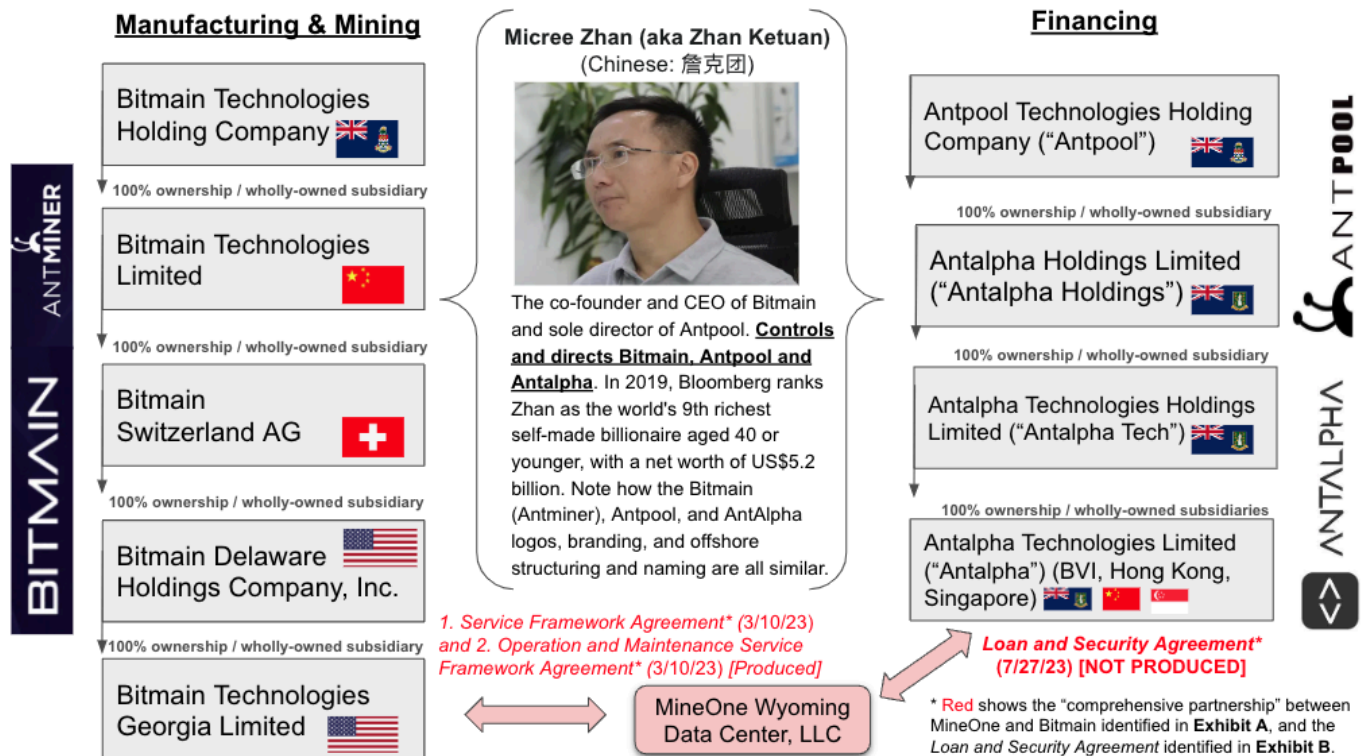 Manufacturing & Mining
Bitmain Technologies
Holding Company
100% ownership / wholly-owned subsidiary
Bitmain Technologies
Limited
100% ownership / wholly-owned subsidiary
Bitmain
Switzerland AG
100% ownership / wholly-owned subsidiary
Bitmain Delaware
Holdings Company, Inc.
100% ownership / wholly-owned subsidiary
Bitmain Technologies
Georgia Limited
ANTMINER
BITMAIN
Micree Zhan (aka Zhan Ketuan)
(Chinese: 詹克团)
The co-founder and CEO of Bitmain
and sole director of Antpool. Controls
and directs Bitmain, Antpool and
Antalpha. In 2019, Bloomberg ranks
Zhan as the world's 9th richest
self-made billionaire aged 40 or
younger, with a net worth of US$5.2
billion. Note how the Bitmain
(Antminer), Antpool, and AntAlpha
logos, branding, and offshore
structuring and naming are all similar.
1. Service Framework Agreement* (3/10/23)
and 2. Operation and Maintenance Service
Framework Agreement* (3/10/23) [Produced]
MineOne Wyoming
Data Center, LLC
Financing
Antpool Technologies Holding
Company (“Antpool”)
100% ownership / wholly-owned subsidiary
Antalpha Holdings Limited
(“Antalpha Holdings”)
100% ownership / wholly-owned subsidiary
Antalpha Technologies Holdings
Limited (“Antalpha Tech”)
100% ownership / wholly-owned subsidiaries
Antalpha Technologies Limited
(“Antalpha”) (BVI, Hong Kong,
Singapore)
Loan and Security Agreement*
(7/27/23) [NOT PRODUCED]
* Red shows the “comprehensive partnership” between
MineOne and Bitmain identified in Exhibit A, and the
Loan and Security Agreement identified in Exhibit B.
ANTPOOL
ANTALPHA